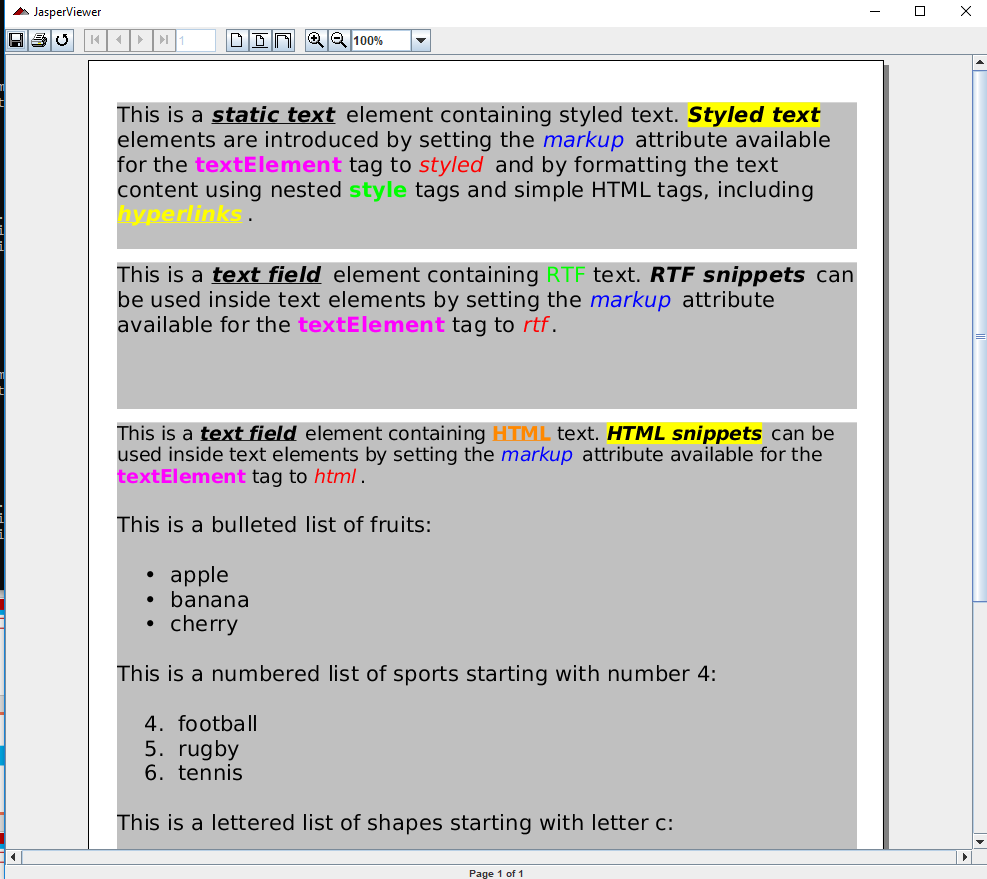 JasperViewer
1
100%
This is a static text element containing styled text. Styled text
elements are introduced by setting the markup attribute available
for the textElement tag to styled and by formatting the text
content using nested style tags and simple HTML tags, including
hyperlinks .
This is a text field element containing RTF text. RTF snippets can
be used inside text elements by setting the markup attribute
available for the textElement tag to rtf .
This is a text field element containing HTML text. HTML snippets can be
used inside text elements by setting the markup attribute available for the
textElement tag to html .
This is a bulleted list of fruits:
• apple
• banana
• cherry
This is a numbered list of sports starting with number 4:
4. football
5. rugby
6. tennis
This is a lettered list of shapes starting with letter c:
Page 1 of 1